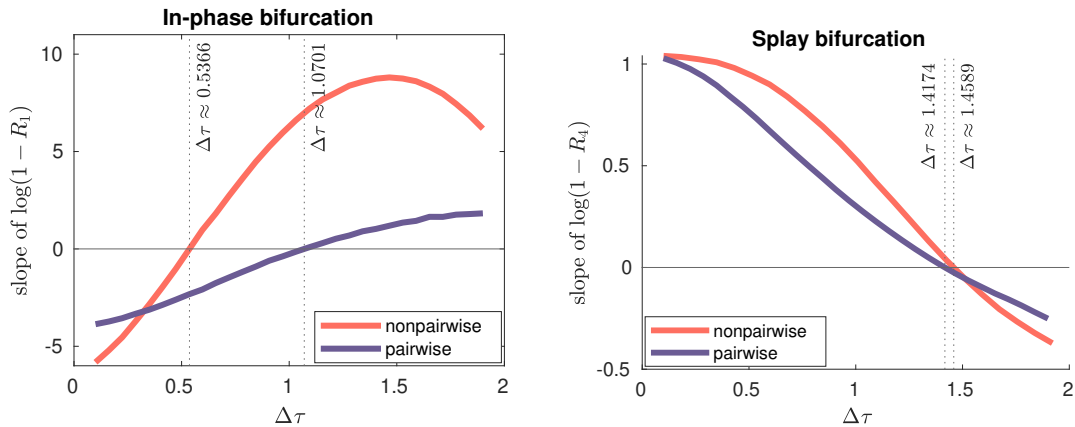 In-phase bifurcation
10
5
0
-5
slope of log(1 − R₁)
Δτ ≈ 0.5366
Δτ ≈ 1.0701
nonpairwise
pairwise
0
0.5
1
1.5
2
Δτ
Splay bifurcation
1
0.5
0
-0.5
slope of log(1 − R₄)
Δτ ≈ 1.4174
Δτ ≈ 1.4589
nonpairwise
pairwise
0
0.5
1
1.5
2
Δτ